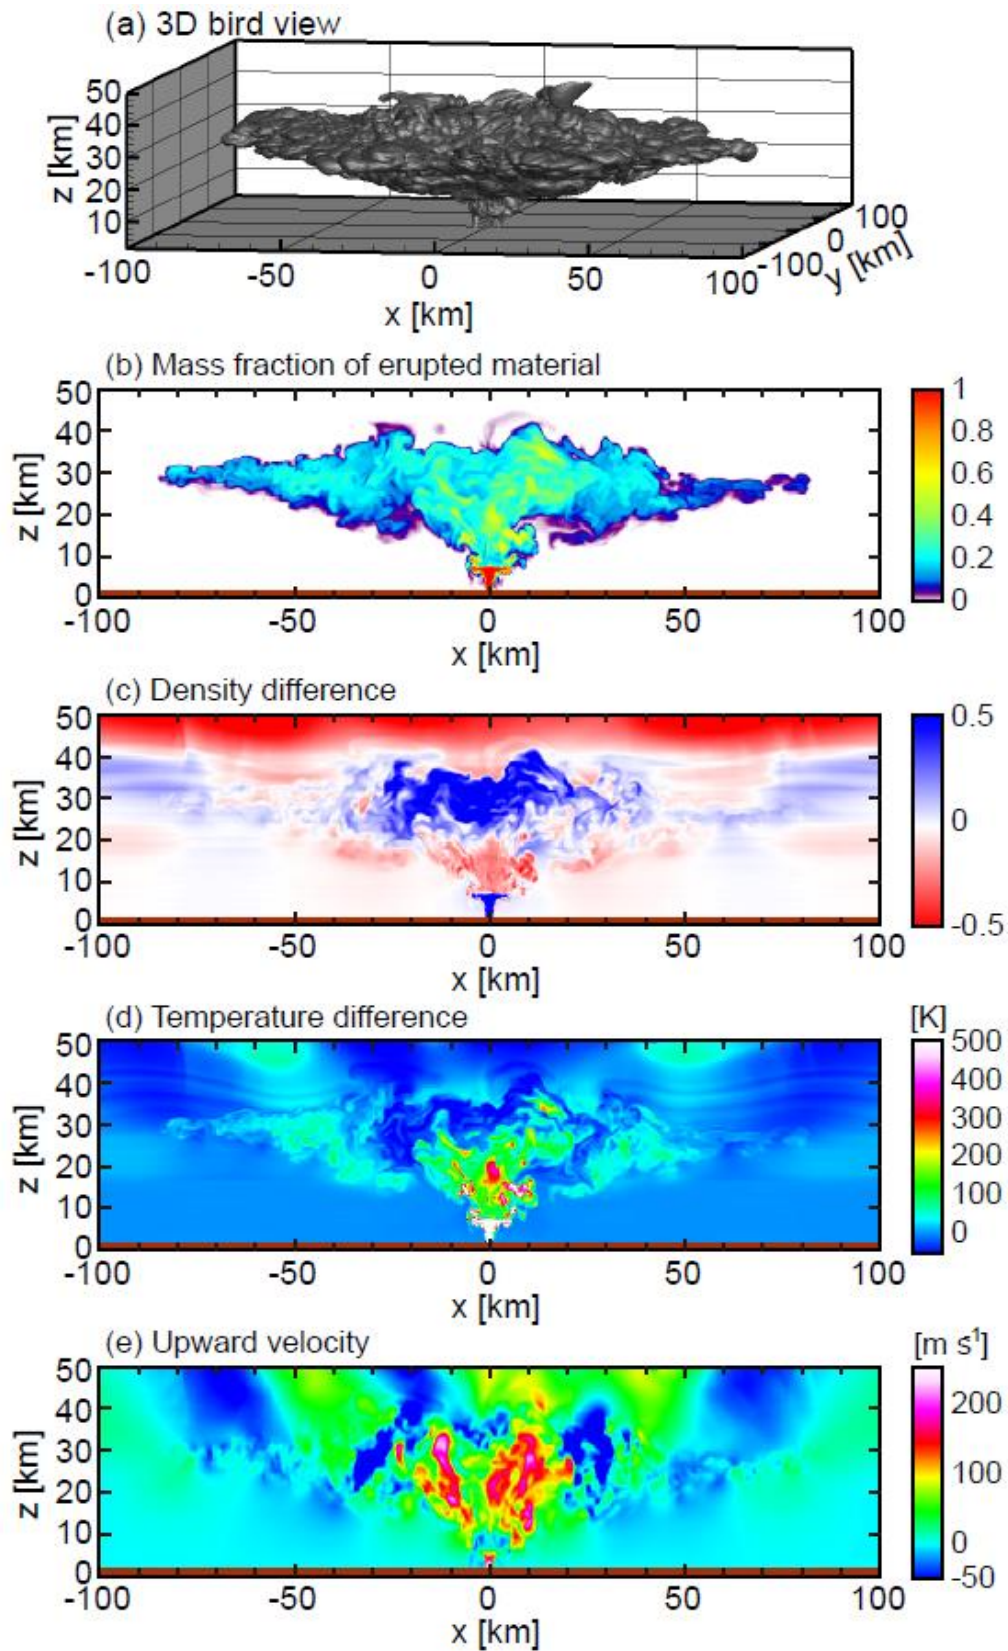 (a) 3D bird view
50
40
30
20
10
z [km]
-100 -50 0 50 100
x [km]
-100 0 100
y [km]
(b) Mass fraction of erupted material
50
40
30
20
10
0
z [km]
-100 -50 0 50 100
x [km]
1
0.8
0.6
0.4
0.2
0
(c) Density difference
50
40
30
20
10
0
z [km]
-100 -50 0 50 100
x [km]
0.5
0
-0.5
(d) Temperature difference
50
40
30
20
10
0
z [km]
-100 -50 0 50 100
x [km]
[K]
500
400
300
200
100
0
(e) Upward velocity
50
40
30
20
10
0
z [km]
-100 -50 0 50 100
x [km]
[m s⁻¹]
200
100
0
-50